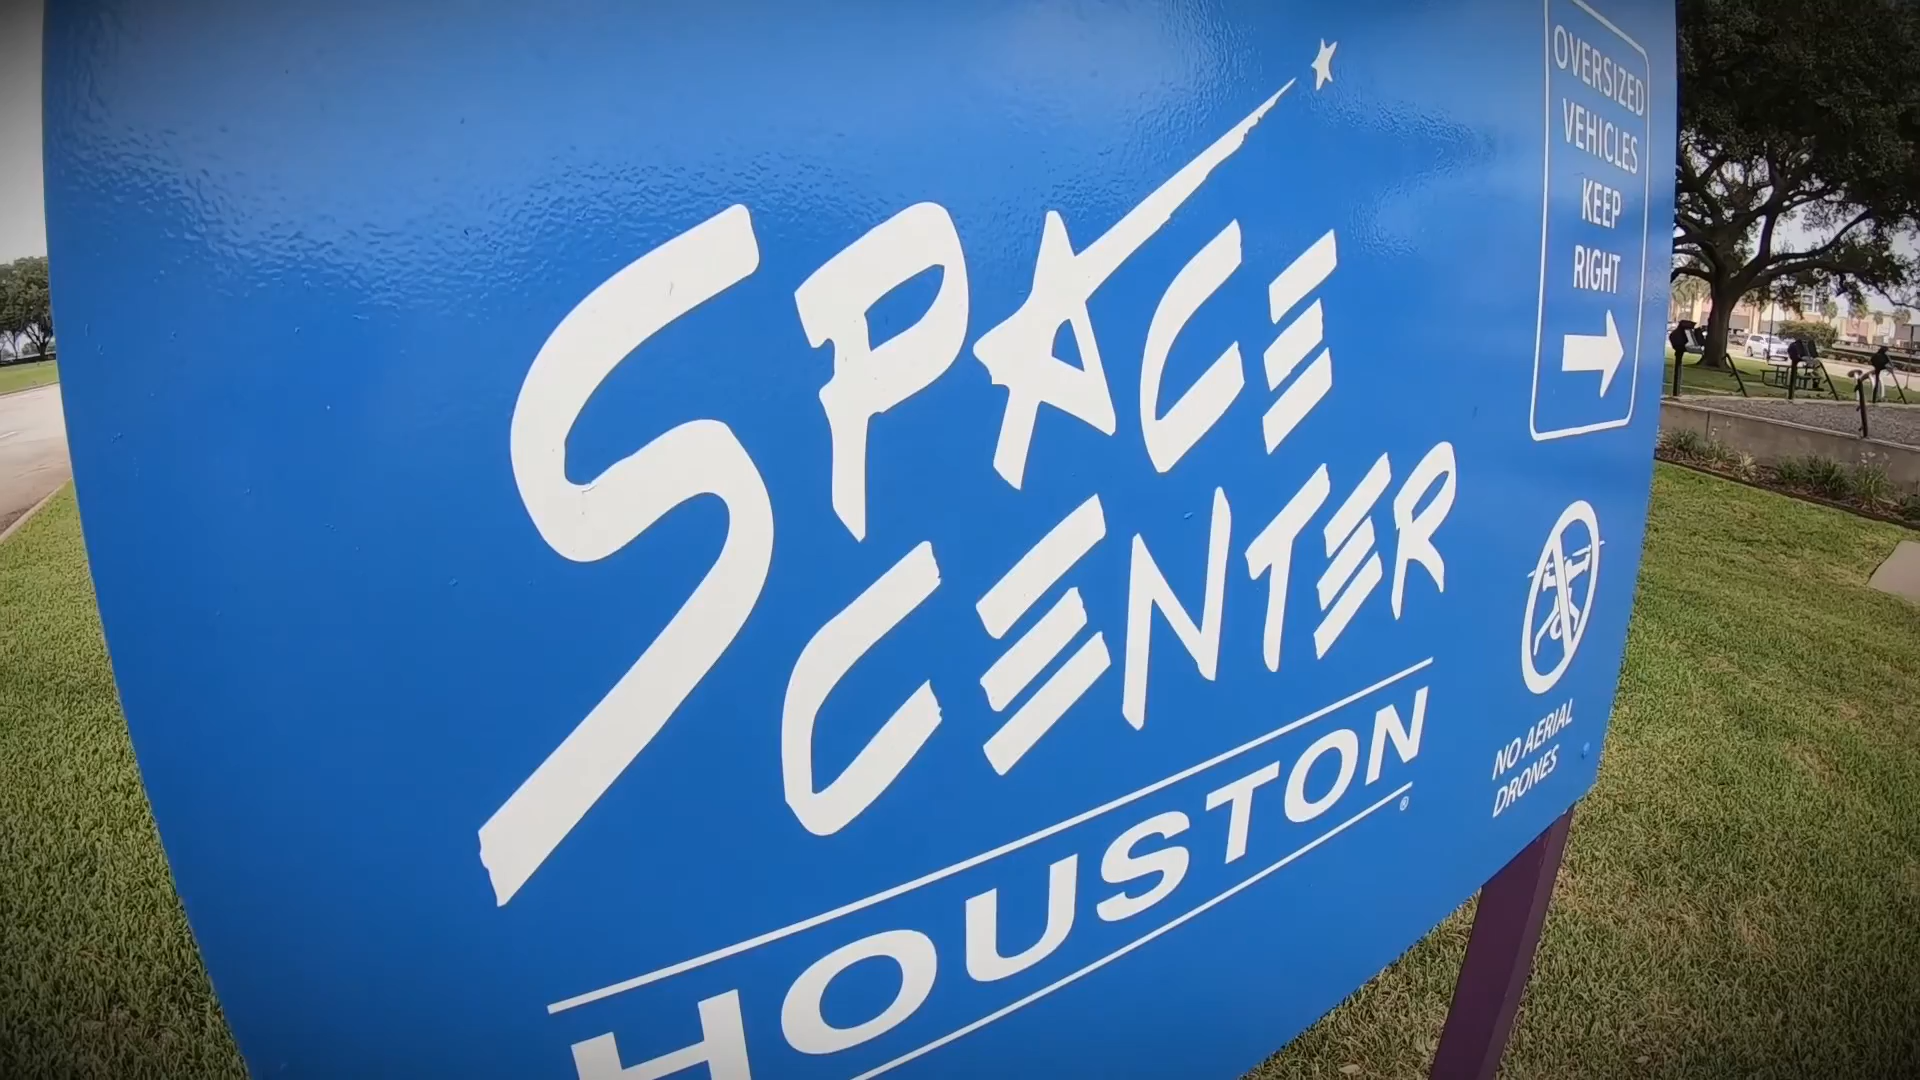 SPACE
CENTER
HOUSTON
®
OVERSIZED
VEHICLES
KEEP
RIGHT
NO AERIAL
DRONES